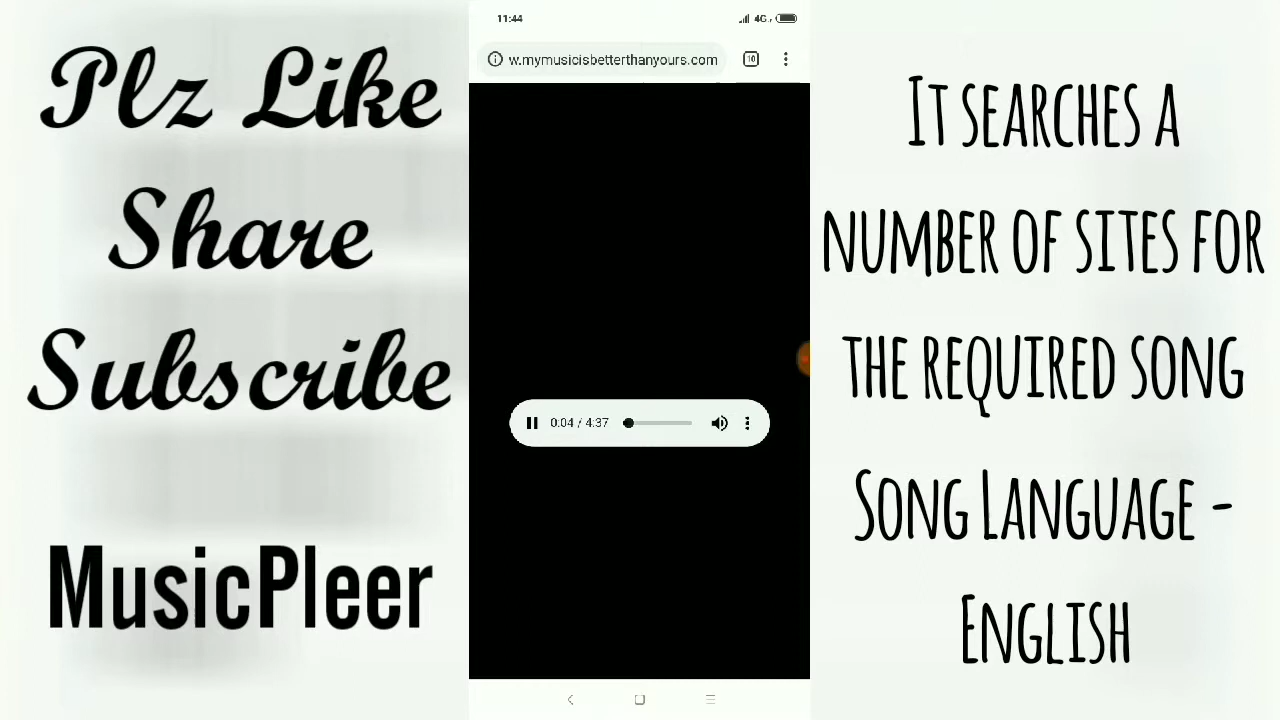 Plz Like
Share
Subscribe
MusicPleer
11:44
4G
w.mymusicisbetterthanyours.com
10
0:04 / 4:37
It searches a
number of sites for
the required song
Song Language -
English